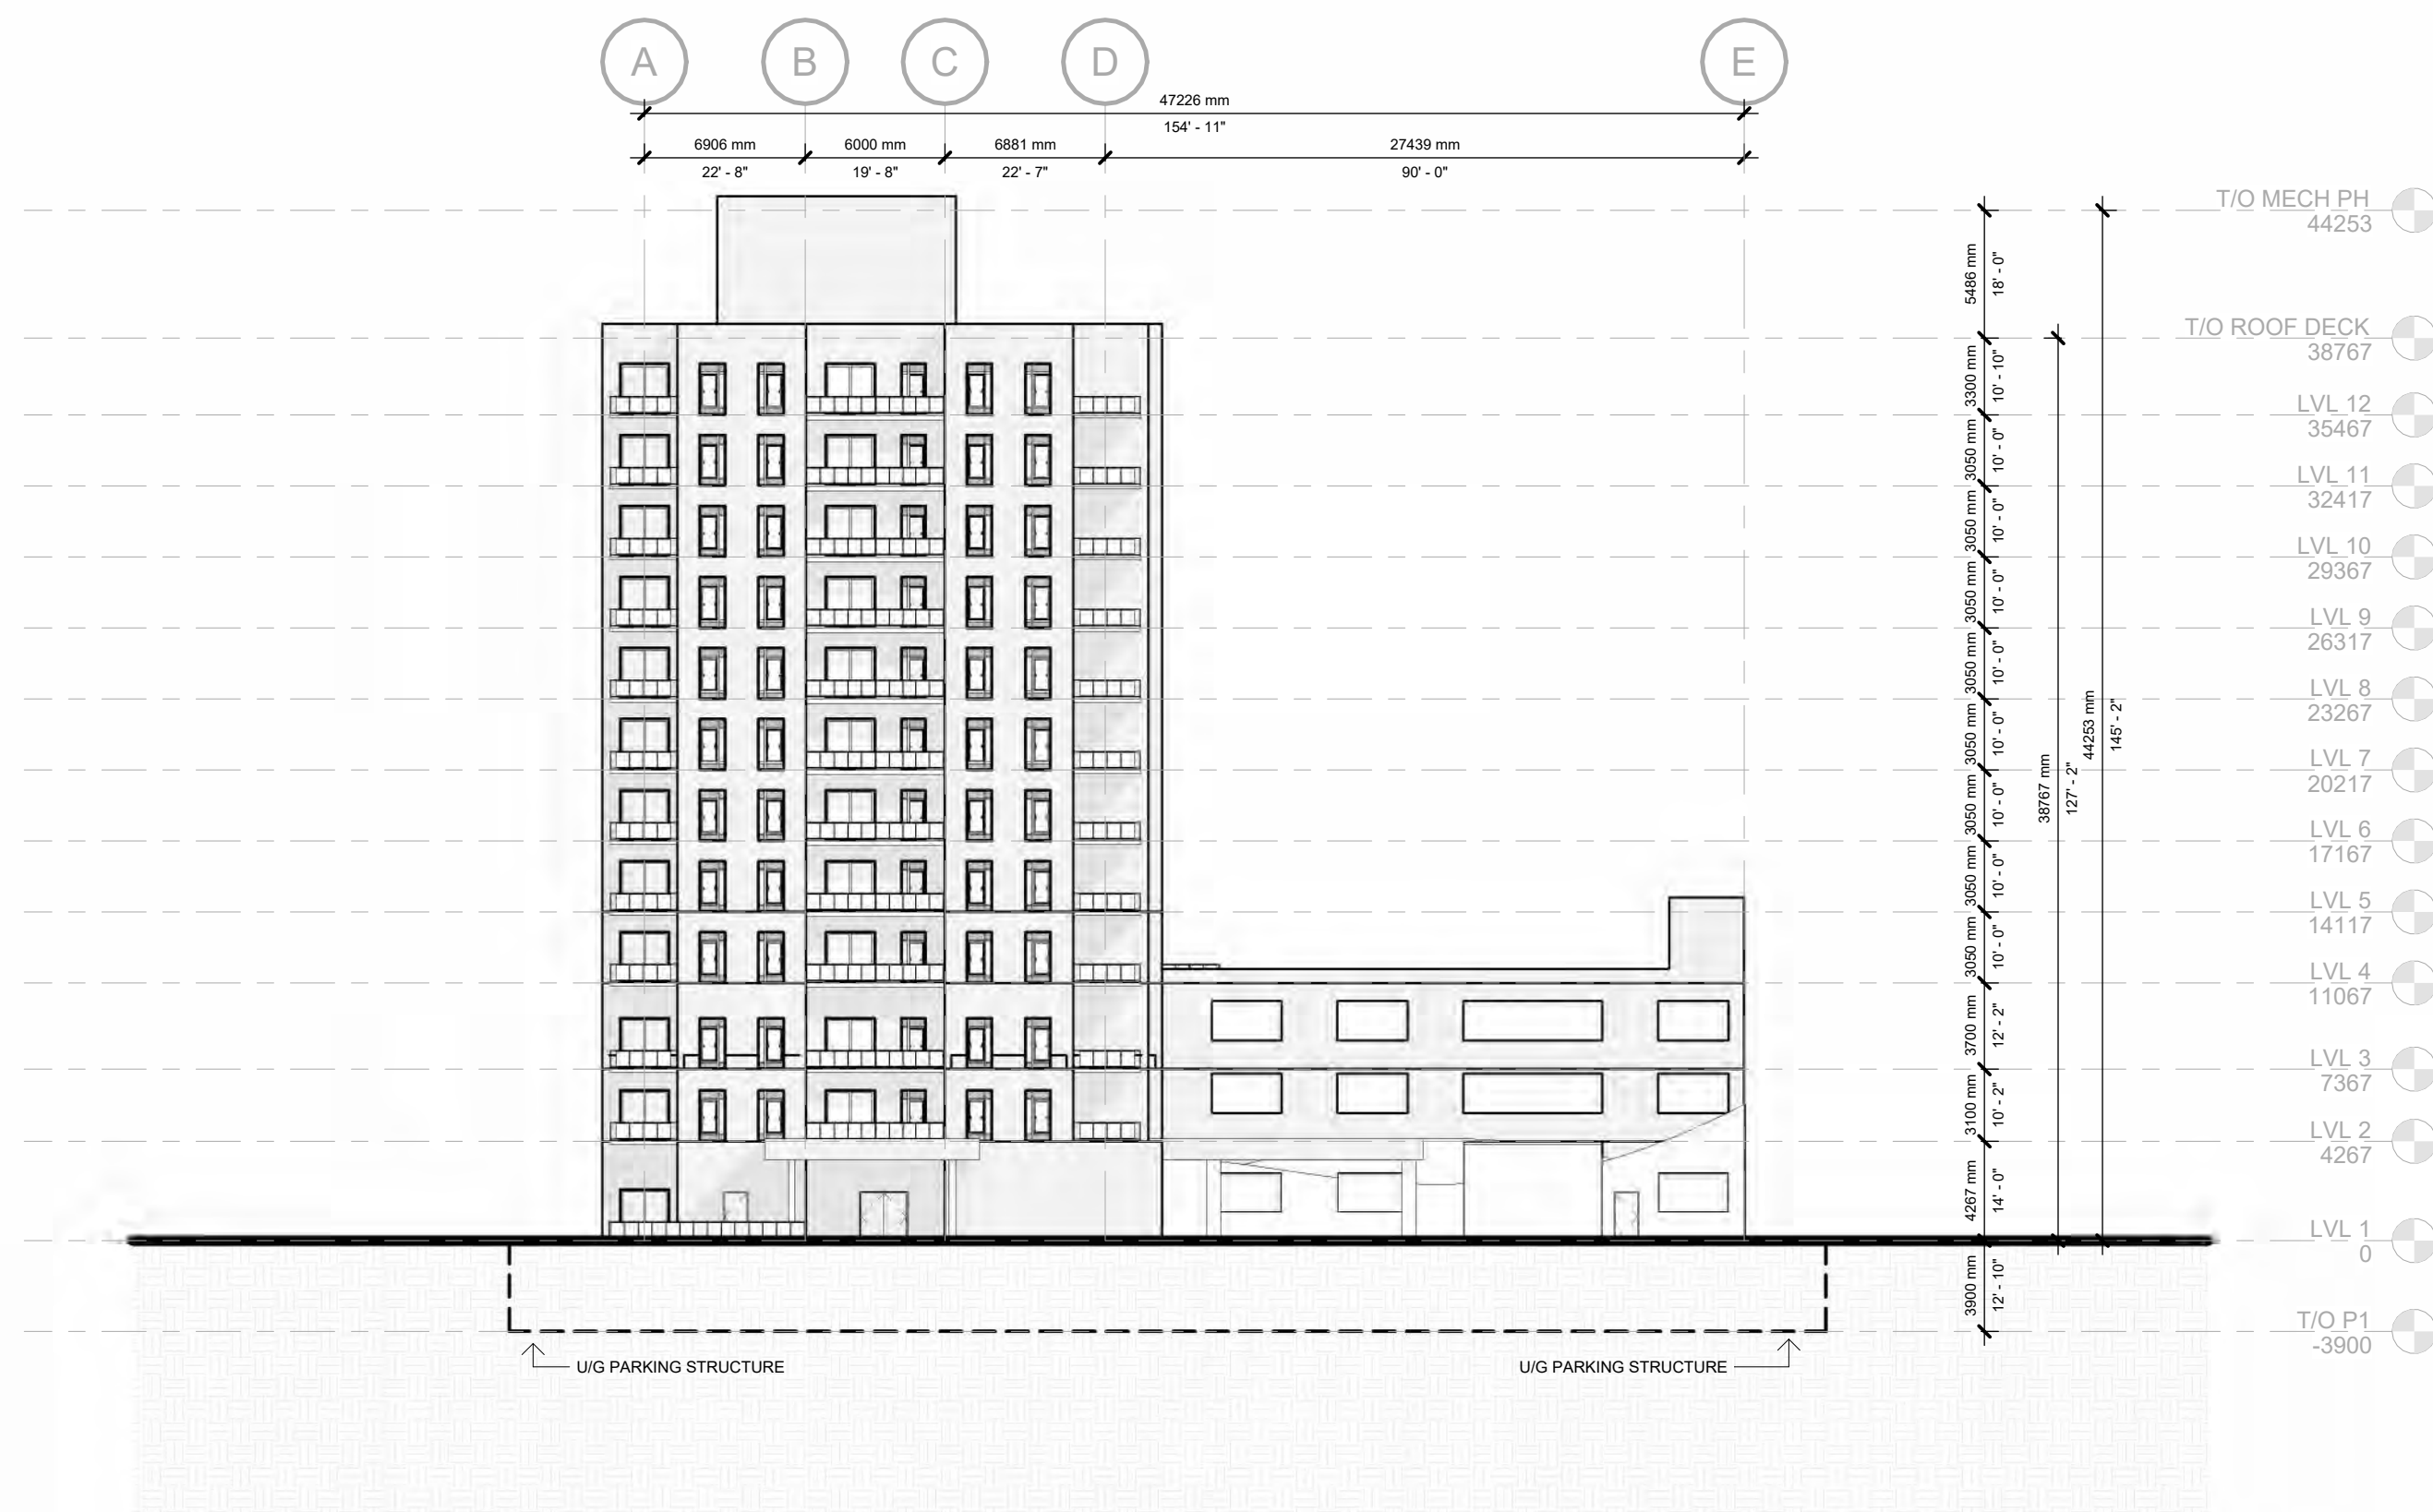 A B C D E
47226 mm
154' - 11"
6906 mm 6000 mm 6881 mm 27439 mm
22' - 8" 19' - 8" 22' - 7" 90' - 0"
T/O MECH PH
44253
5486 mm
18' - 0"
T/O ROOF DECK
38767
3300 mm
10' - 10"
LVL 12
35467
3050 mm
10' - 0"
LVL 11
32417
3050 mm
10' - 0"
LVL 10
29367
3050 mm
10' - 0"
LVL 9
26317
3050 mm
10' - 0"
LVL 8
23267
3050 mm
10' - 0"
44253 mm
145' - 2"
LVL 7
20217
38767 mm
127' - 2"
3050 mm
10' - 0"
LVL 6
17167
3050 mm
10' - 0"
LVL 5
14117
3050 mm
10' - 0"
LVL 4
11067
3700 mm
12' - 2"
LVL 3
7367
3100 mm
10' - 2"
LVL 2
4267
4267 mm
14' - 0"
LVL 1
0
3900 mm
12' - 10"
T/O P1
-3900
U/G PARKING STRUCTURE
U/G PARKING STRUCTURE